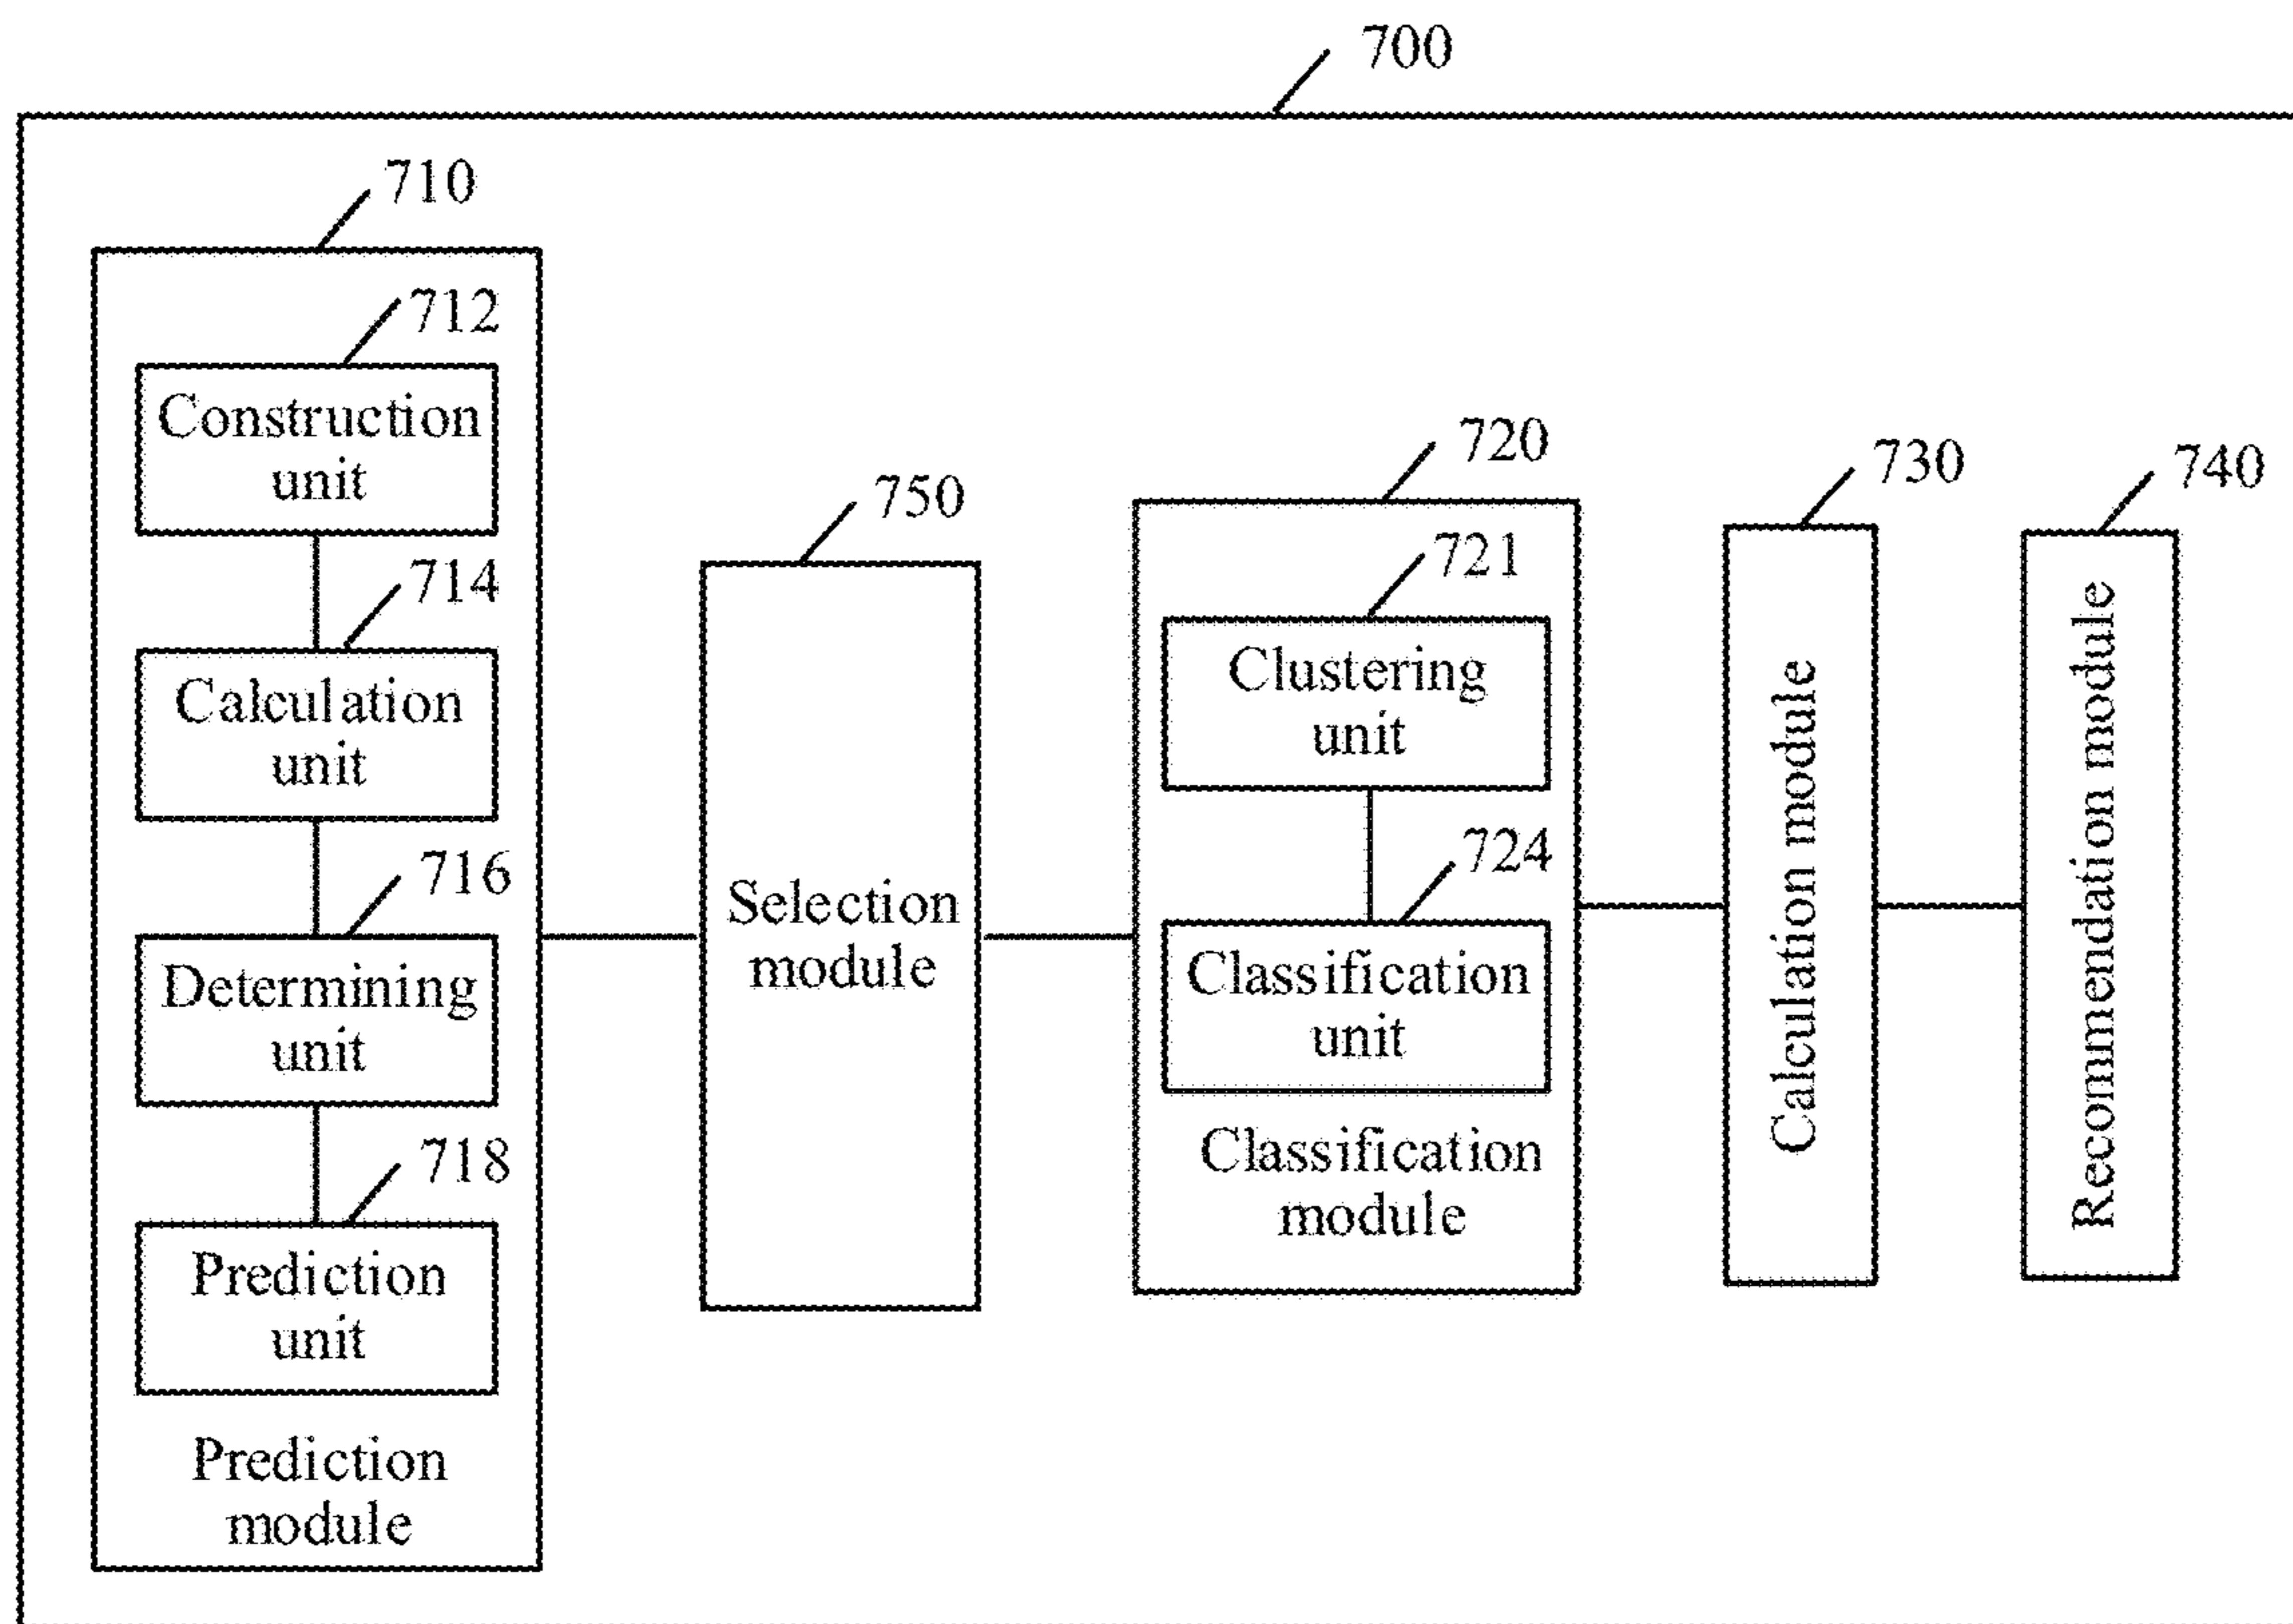 700
710
712
Construction
unit
714
Calculation
unit
716
Determining
unit
718
Prediction
unit
Prediction
module
750
Selection
module
720
721
Clustering
unit
724
Classification
unit
Classification
module
730
Calculation module
740
Recommendation module